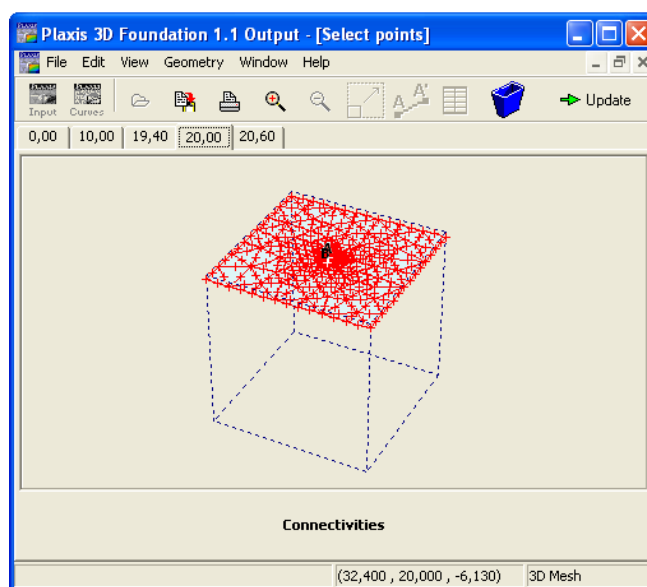 Plaxis 3D Foundation 1.1 Output - [Select points]
File Edit View Geometry Window Help
Input Curves Update
0,00 10,00 19,40 20,00 20,60
A
Connectivities
(32,400 , 20,000 , -6,130) 3D Mesh